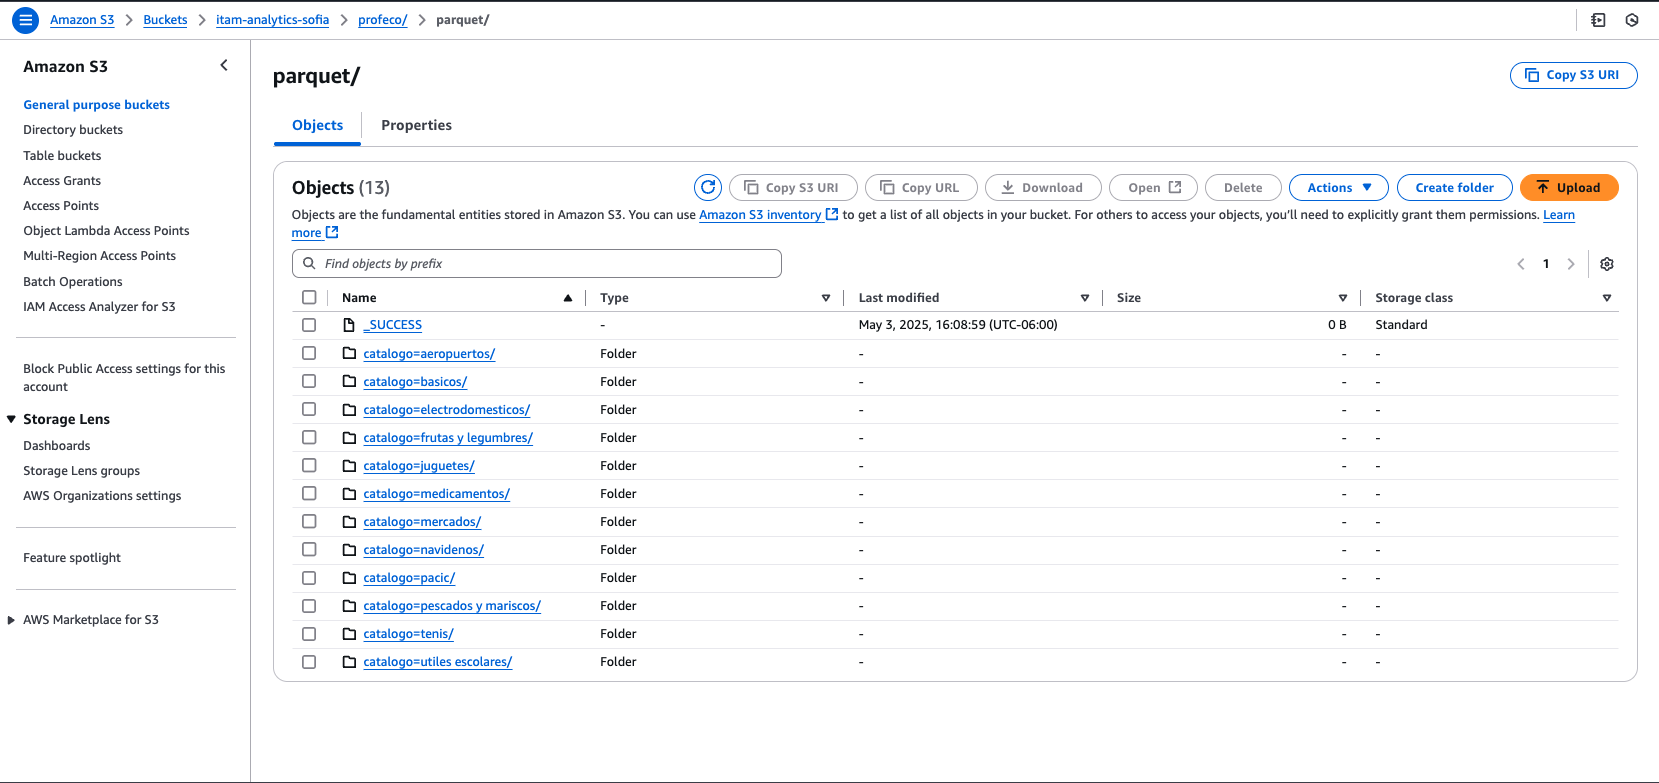 Amazon S3 > Buckets > itam-analytics-sofia > profeco/ > parquet/
Amazon S3
General purpose buckets
Directory buckets
Table buckets
Access Grants
Access Points
Object Lambda Access Points
Multi-Region Access Points
Batch Operations
IAM Access Analyzer for S3
Block Public Access settings for this
account
Storage Lens
Dashboards
Storage Lens groups
AWS Organizations settings
Feature spotlight
AWS Marketplace for S3
parquet/
Copy S3 URI
Objects Properties
Objects (13)
Copy S3 URI Copy URL Download Open Delete Actions Create folder Upload
Objects are the fundamental entities stored in Amazon S3. You can use Amazon S3 inventory to get a list of all objects in your bucket. For others to access your objects, you'll need to explicitly grant them permissions. Learn
more
Find objects by prefix
1
Name Type Last modified Size Storage class
_SUCCESS - May 3, 2025, 16:08:59 (UTC-06:00) 0 B Standard
catalogo=aeropuertos/ Folder - - -
catalogo=basicos/ Folder - - -
catalogo=electrodomesticos/ Folder - - -
catalogo=frutas y legumbres/ Folder - - -
catalogo=juguetes/ Folder - - -
catalogo=medicamentos/ Folder - - -
catalogo=mercados/ Folder - - -
catalogo=navidenos/ Folder - - -
catalogo=pacic/ Folder - - -
catalogo=pescados y mariscos/ Folder - - -
catalogo=tenis/ Folder - - -
catalogo=utiles escolares/ Folder - - -